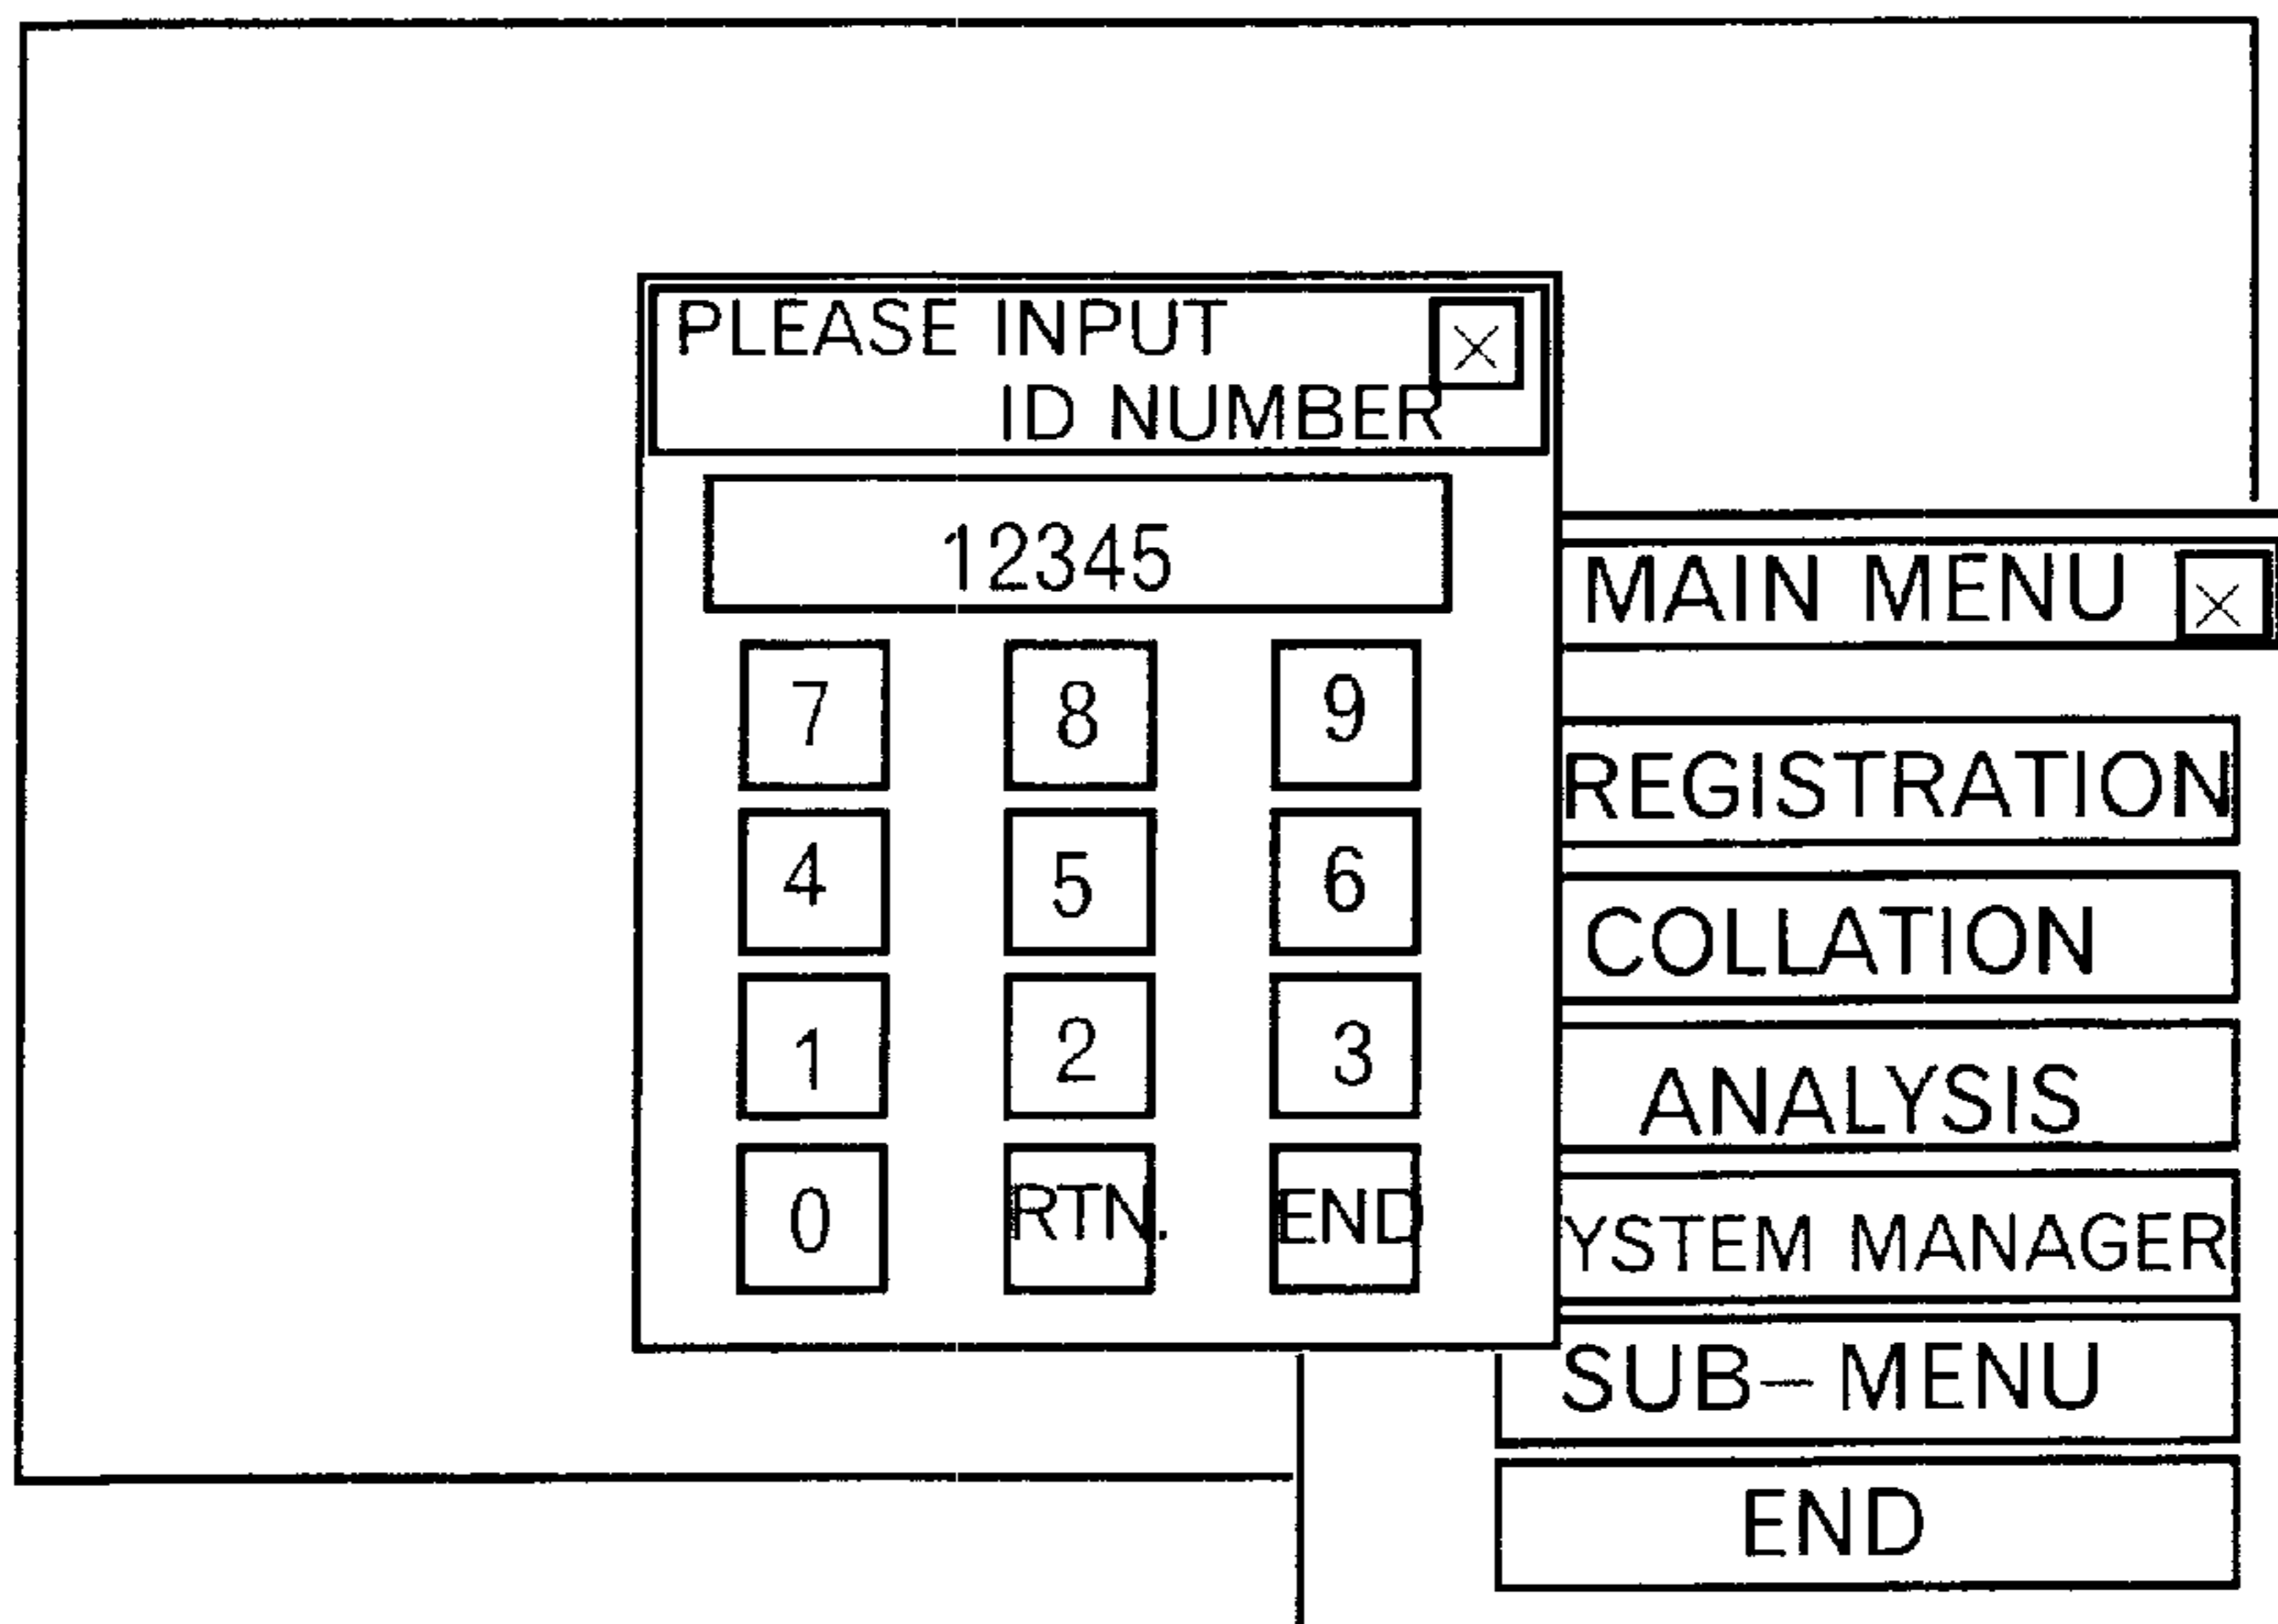 PLEASE INPUT
ID NUMBER
12345
7 8 9
4 5 6
1 2 3
0 RTN. END
MAIN MENU
REGISTRATION
COLLATION
ANALYSIS
YSTEM MANAGER
SUB-MENU
END